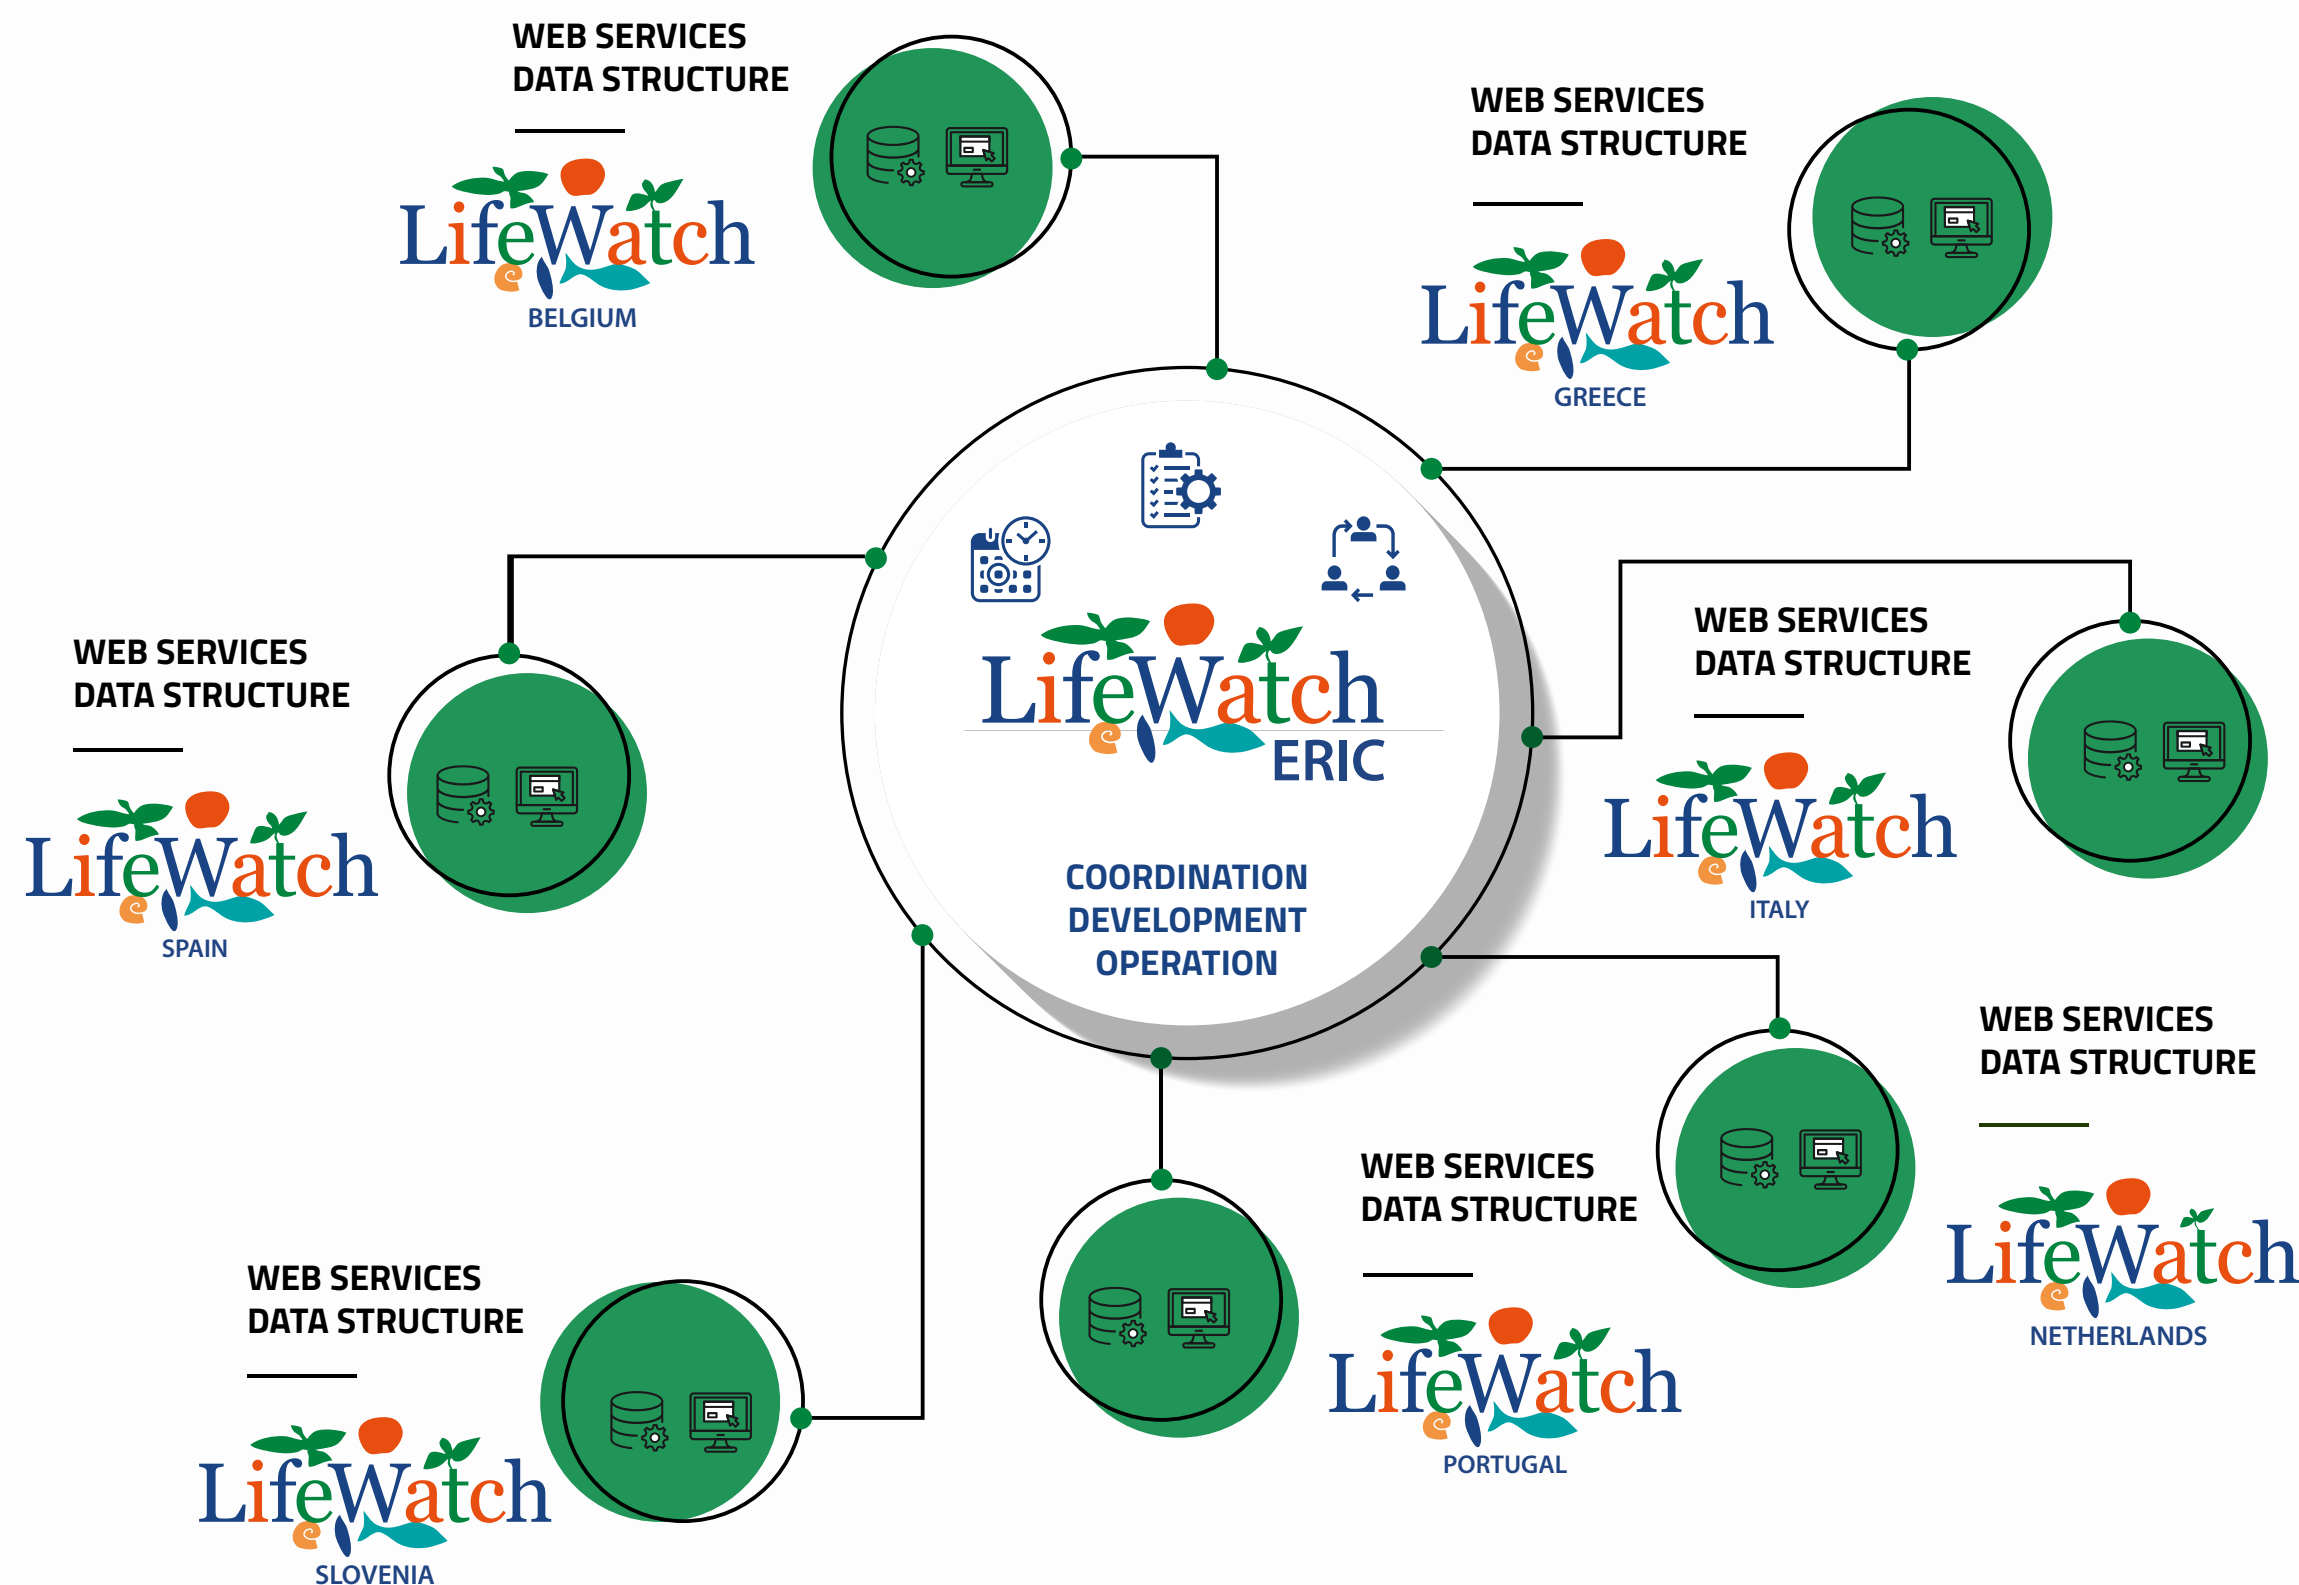 WEB SERVICES
DATA STRUCTURE
LifeWatch
BELGIUM
WEB SERVICES
DATA STRUCTURE
LifeWatch
GREECE
WEB SERVICES
DATA STRUCTURE
LifeWatch
SPAIN
LifeWatch
ERIC
COORDINATION
DEVELOPMENT
OPERATION
WEB SERVICES
DATA STRUCTURE
LifeWatch
ITALY
WEB SERVICES
DATA STRUCTURE
LifeWatch
NETHERLANDS
WEB SERVICES
DATA STRUCTURE
LifeWatch
PORTUGAL
WEB SERVICES
DATA STRUCTURE
LifeWatch
SLOVENIA